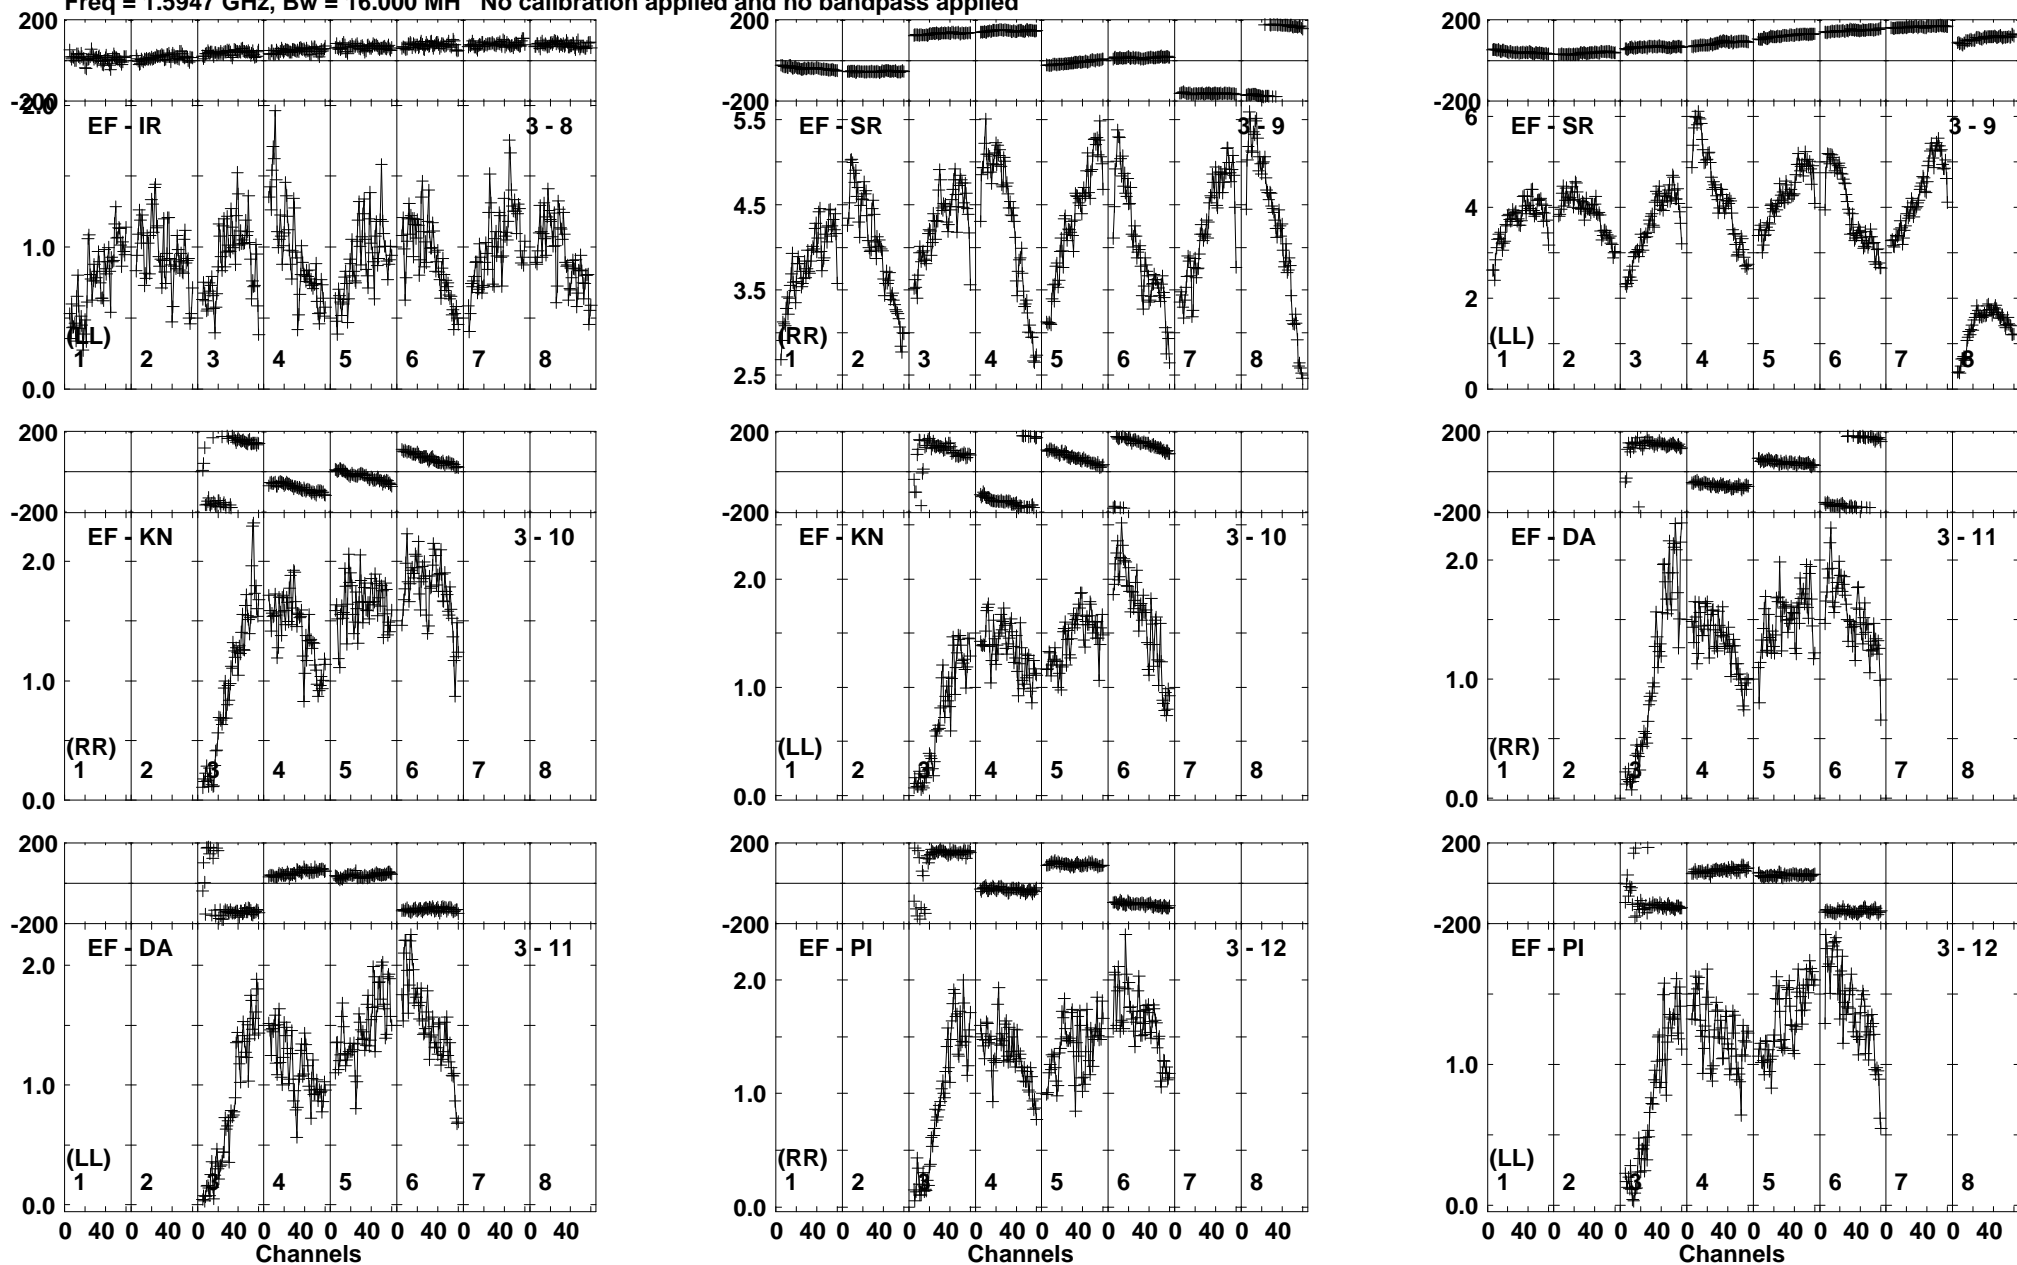 Freq = 1.5947 GHz, Bw = 16.000 MH No calibration applied and no bandpass applied
200 200 200
-200 -200 -200
2.0 5.5 6
EF - IR 3 - 8 EF - SR 3 - 9 EF - SR 3 - 9
1.0 4.5 4
3.5 2
(LL) (RR) (LL)
1 2 3 4 5 6 7 8 1 2 3 4 5 6 7 8 1 2 3 4 5 6 7 8
0.0 2.5 0
200 200 200
-200 -200 -200
EF - KN 3 - 10 EF - KN 3 - 10 EF - DA 3 - 11
2.0 2.0 2.0
1.0 1.0 1.0
(RR) (LL) (RR)
1 2 3 4 5 6 7 8 1 2 3 4 5 6 7 8 1 2 3 4 5 6 7 8
0.0 0.0 0.0
200 200 200
-200 -200 -200
EF - DA 3 - 11 EF - PI 3 - 12 EF - PI 3 - 12
2.0 2.0
1.0 1.0 1.0
(LL) (RR) (LL)
1 2 3 4 5 6 7 8 1 2 3 4 5 6 7 8 1 2 3 4 5 6 7 8
0.0 0.0 0.0
0 40 0 40 0 40 0 40 0 40 0 40 0 40 0 40 0 40 0 40 0 40 0 40 0 40 0 40 0 40 0 40 0 40 0 40 0 40 0 40 0 40 0 40 0 40 0 40
Channels Channels Channels